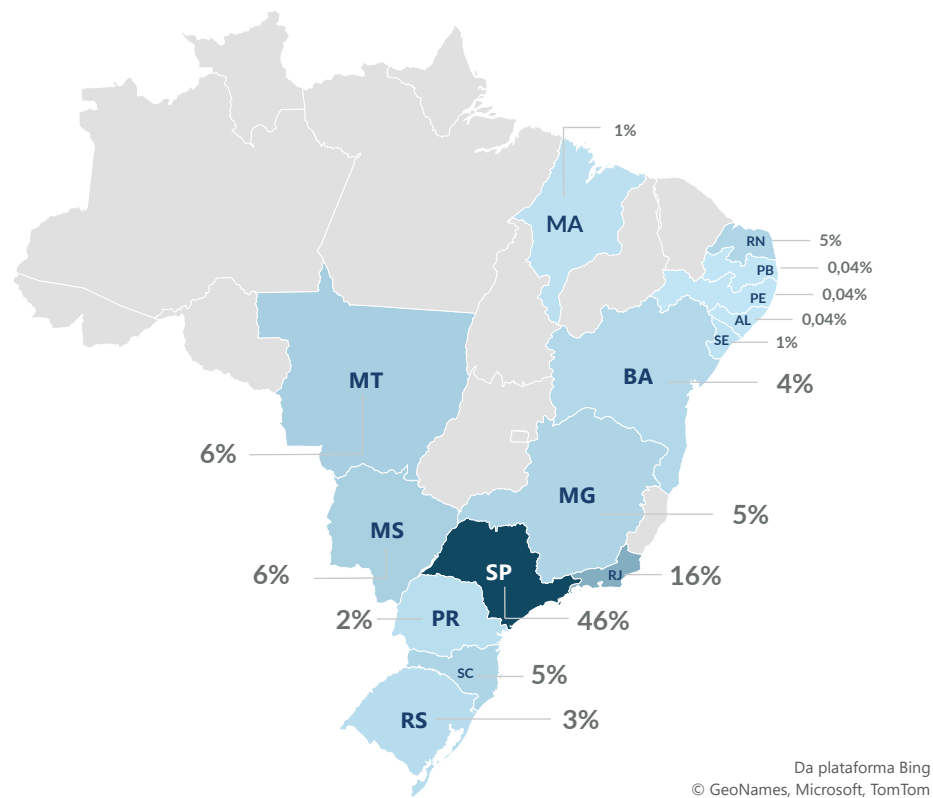 1%
MA
RN
5%
PB
0,04%
PE
0,04%
AL
0,04%
SE
1%
BA
4%
MT
6%
MG
5%
MS
6%
SP
46%
RJ
16%
PR
2%
SC
5%
RS
3%
Da plataforma Bing
© GeoNames, Microsoft, TomTom